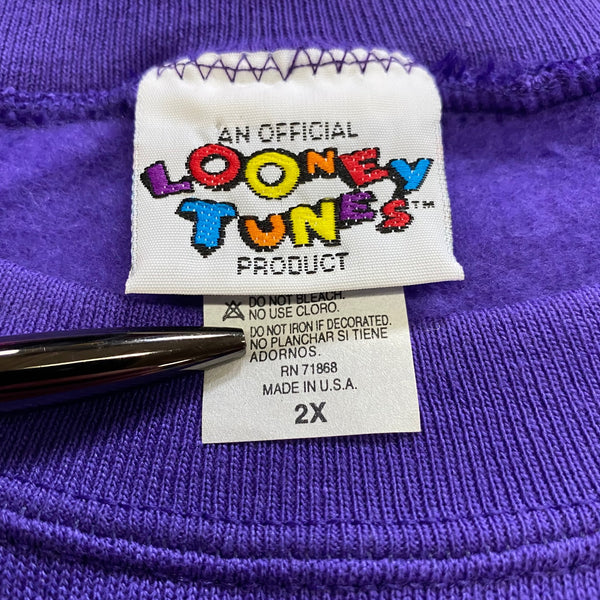 AN OFFICIAL
LOONEY
TUNES™
PRODUCT
DO NOT BLEACH.
NO USE CLORO.
DO NOT IRON IF DECORATED.
NO PLANCHAR SI TIENE
ADORNOS.
RN 71868
MADE IN U.S.A.
2X